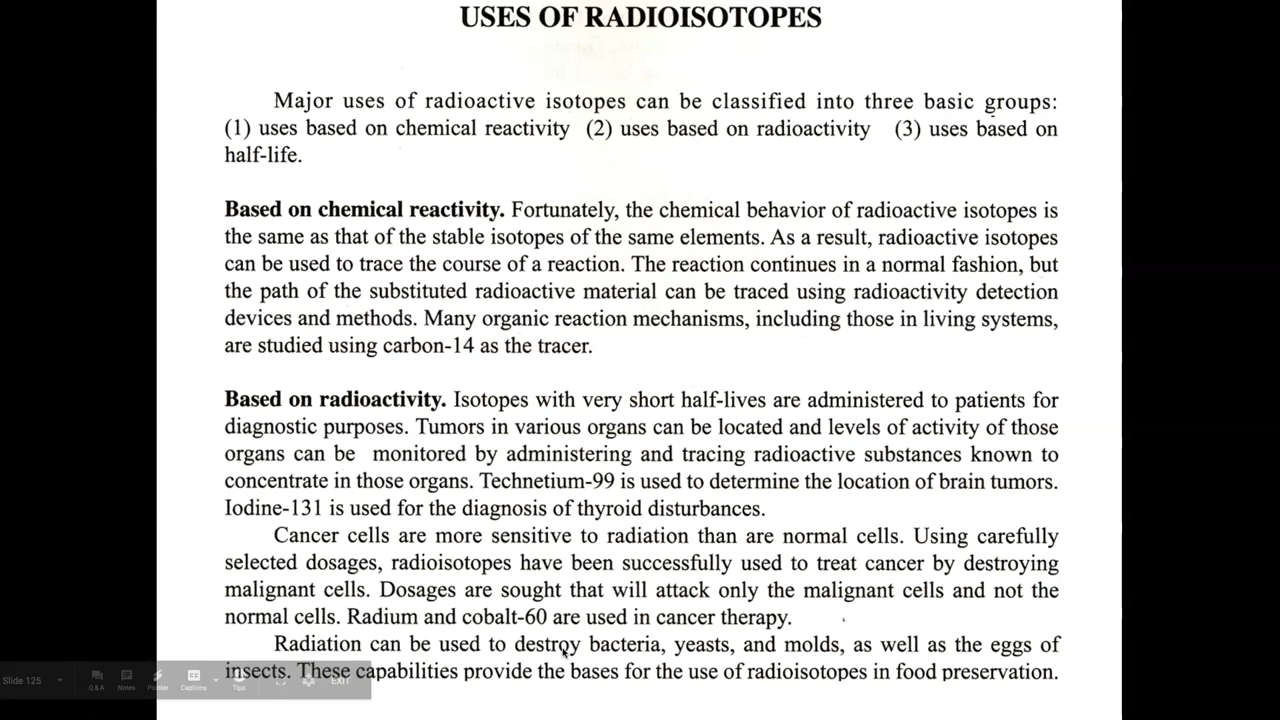 USES OF RADIOISOTOPES
Major uses of radioactive isotopes can be classified into three basic groups:
(1) uses based on chemical reactivity (2) uses based on radioactivity (3) uses based on
half-life.
Based on chemical reactivity. Fortunately, the chemical behavior of radioactive isotopes is
the same as that of the stable isotopes of the same elements. As a result, radioactive isotopes
can be used to trace the course of a reaction. The reaction continues in a normal fashion, but
the path of the substituted radioactive material can be traced using radioactivity detection
devices and methods. Many organic reaction mechanisms, including those in living systems,
are studied using carbon-14 as the tracer.
Based on radioactivity. Isotopes with very short half-lives are administered to patients for
diagnostic purposes. Tumors in various organs can be located and levels of activity of those
organs can be monitored by administering and tracing radioactive substances known to
concentrate in those organs. Technetium-99 is used to determine the location of brain tumors.
Iodine-131 is used for the diagnosis of thyroid disturbances.
Cancer cells are more sensitive to radiation than are normal cells. Using carefully
selected dosages, radioisotopes have been successfully used to treat cancer by destroying
malignant cells. Dosages are sought that will attack only the malignant cells and not the
normal cells. Radium and cobalt-60 are used in cancer therapy.
Radiation can be used to destroy bacteria, yeasts, and molds, as well as the eggs of
insects. These capabilities provide the bases for the use of radioisotopes in food preservation.
Slide 125 Q&A Notes Pointer Captions Tips EXIT